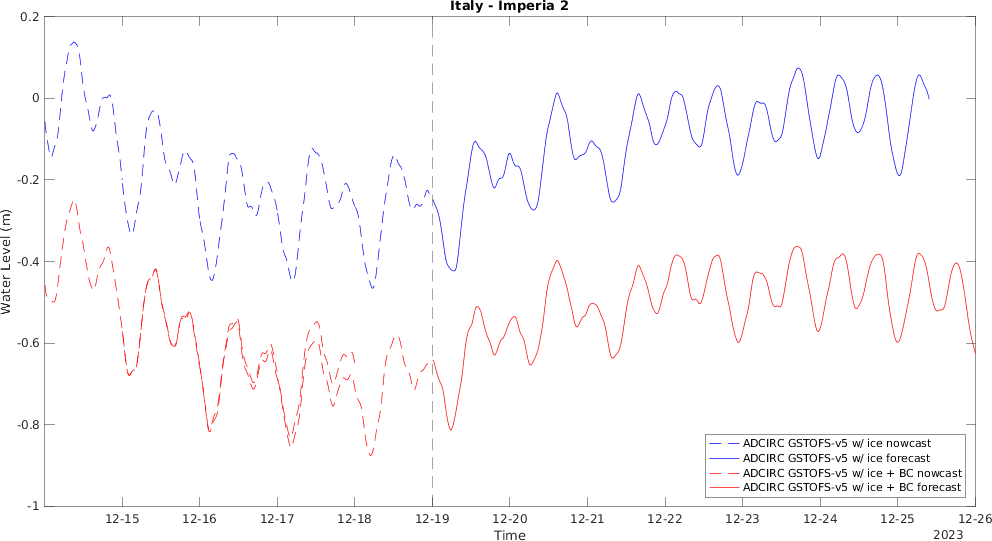 Italy - Imperia 2
0.2
0
-0.2
-0.4
-0.6
-0.8
-1
Water Level (m)
ADCIRC GSTOFS-v5 w/ ice nowcast
ADCIRC GSTOFS-v5 w/ ice forecast
ADCIRC GSTOFS-v5 w/ ice + BC nowcast
ADCIRC GSTOFS-v5 w/ ice + BC forecast
12-15 12-16 12-17 12-18 12-19 12-20 12-21 12-22 12-23 12-24 12-25 12-26
Time
2023